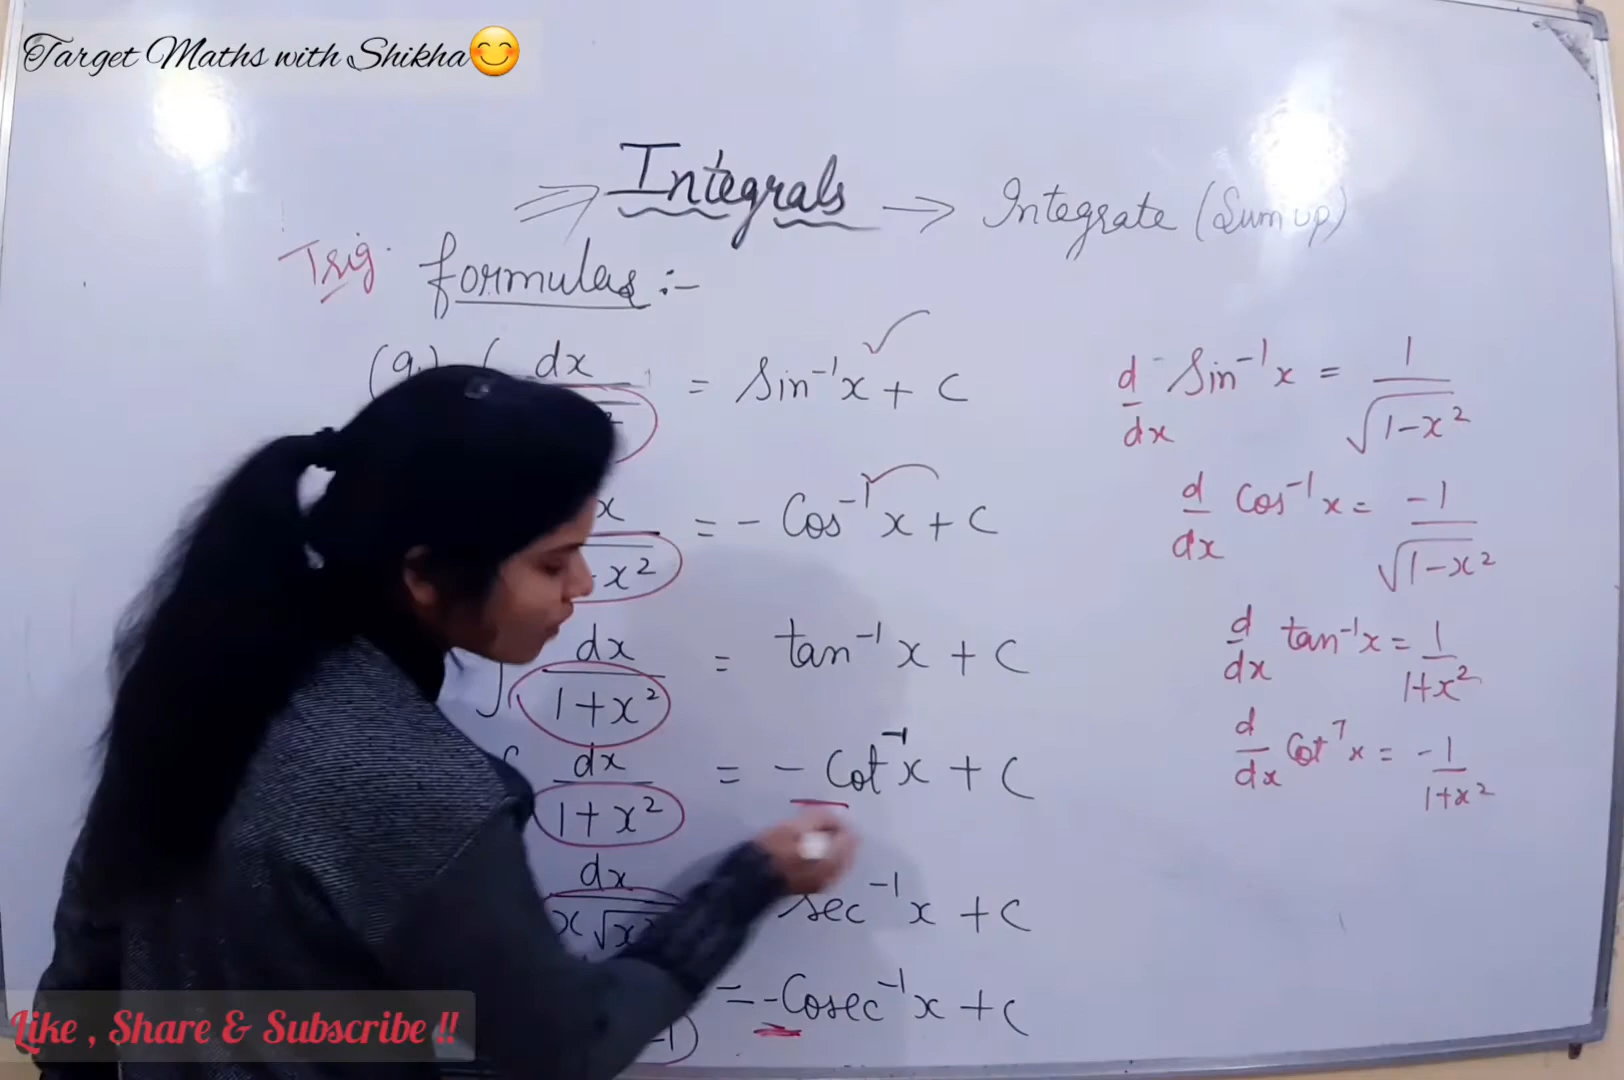 Target Maths with Shikha😊
⇒ Integrals → Integrate (Sum up)
Trig. formulas :-
dx = Sin⁻¹x + C
x² = - Cos⁻¹x + C
∫ dx/1+x² = tan⁻¹x + C
∫ dx/1+x² = - Cot⁻¹x + C
dx/x√x² sec⁻¹x + C
-1 = - Cosec⁻¹x + C
d/dx Sin⁻¹x = 1/√1-x²
d/dx Cos⁻¹x = -1/√1-x²
d/dx tan⁻¹x = 1/1+x²
d/dx Cot⁻¹x = -1/1+x²
Like , Share & Subscribe !!